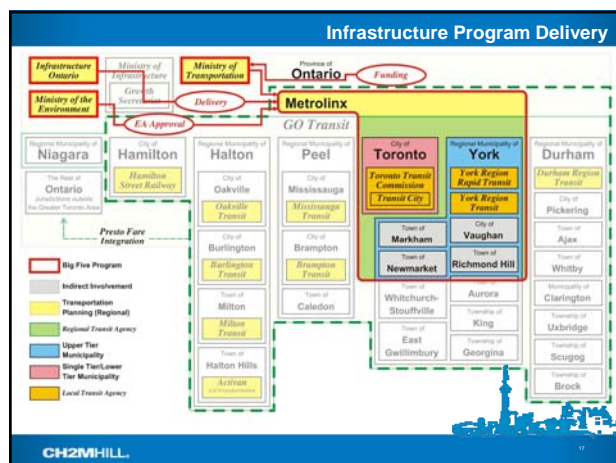 Infrastructure Program Delivery
Infrastructure
Ontario
Ministry of
Infrastructure
Growth
Secretariat
Ministry of
Transportation
Province of
Ontario
Funding
Ministry of the
Environment
Delivery
EA Approval
Metrolinx
GO Transit
Regional Municipality of
Niagara
City of
Hamilton
Regional Municipality of
Halton
Regional Municipality of
Peel
City of
Toronto
Regional Municipality of
York
Regional Municipality of
Durham
The Rest of
Ontario
Jurisdictions outside
the Greater Toronto Area
Hamilton
Street Railway
City of
Oakville
Oakville
Transit
City of
Burlington
Burlington
Transit
Town of
Milton
Milton
Transit
Town of
Halton Hills
Activan
City of
Mississauga
Mississauga
Transit
City of
Brampton
Brampton
Transit
Town of
Caledon
Toronto Transit
Commission
Transit City
York Region
Rapid Transit
York Region
Transit
Town of
Markham
City of
Vaughan
Town of
Newmarket
Town of
Richmond Hill
Town of
Whitchurch-
Stouffville
Town of
Aurora
Township of
King
Town of
East
Gwillimbury
Township of
Georgina
Durham Region
Transit
City of
Pickering
Town of
Ajax
Town of
Whitby
Municipality of
Clarington
Township of
Uxbridge
Township of
Scugog
Township of
Brock
Presto Fare
Integration
Big Five Program
Indirect Involvement
Transportation
Planning (Regional)
Regional Transit Agency
Upper Tier
Municipality
Single Tier/Lower
Tier Municipality
Local Transit Agency
CH2MHILL.
17